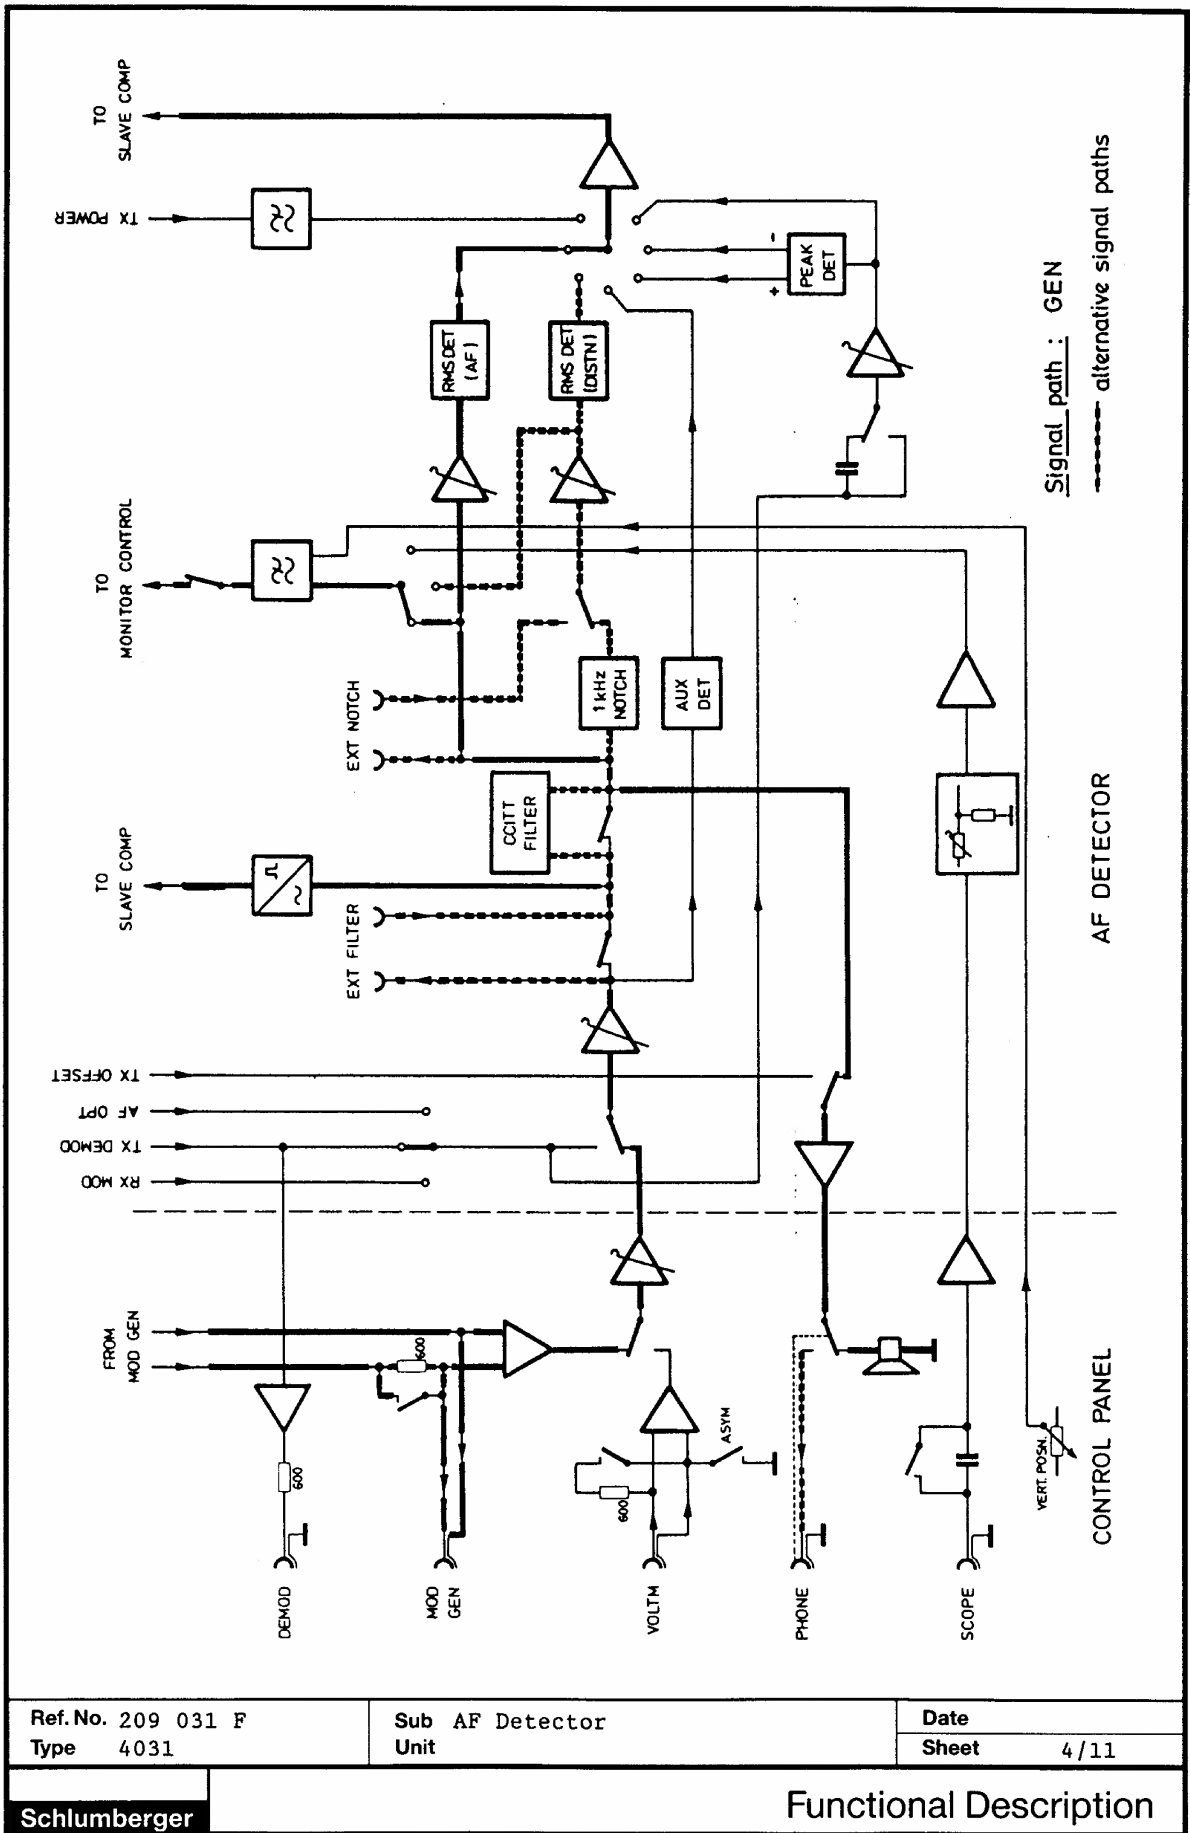 TO
SLAVE COMP
TX POWER
TO
MONITOR CONTROL
EXT NOTCH
TO
SLAVE COMP
EXT FILTER
TX OFFSET
AF OPT
TX DEMOD
RX MOD
FROM
MOD GEN
RMS DET
(AF)
RMS DET
(DISTN)
PEAK
DET
-
+
1 kHz
NOTCH
AUX
DET
CCITT
FILTER
600
600
600
ASYM
VERT. POSN.
DEMOD
MOD
GEN
VOLTM
PHONE
SCOPE
Signal path : GEN
alternative signal paths
AF DETECTOR
CONTROL PANEL
Ref. No. 209 031 F
Type 4031
Sub AF Detector
Unit
Date
Sheet 4/11
Schlumberger
Functional Description